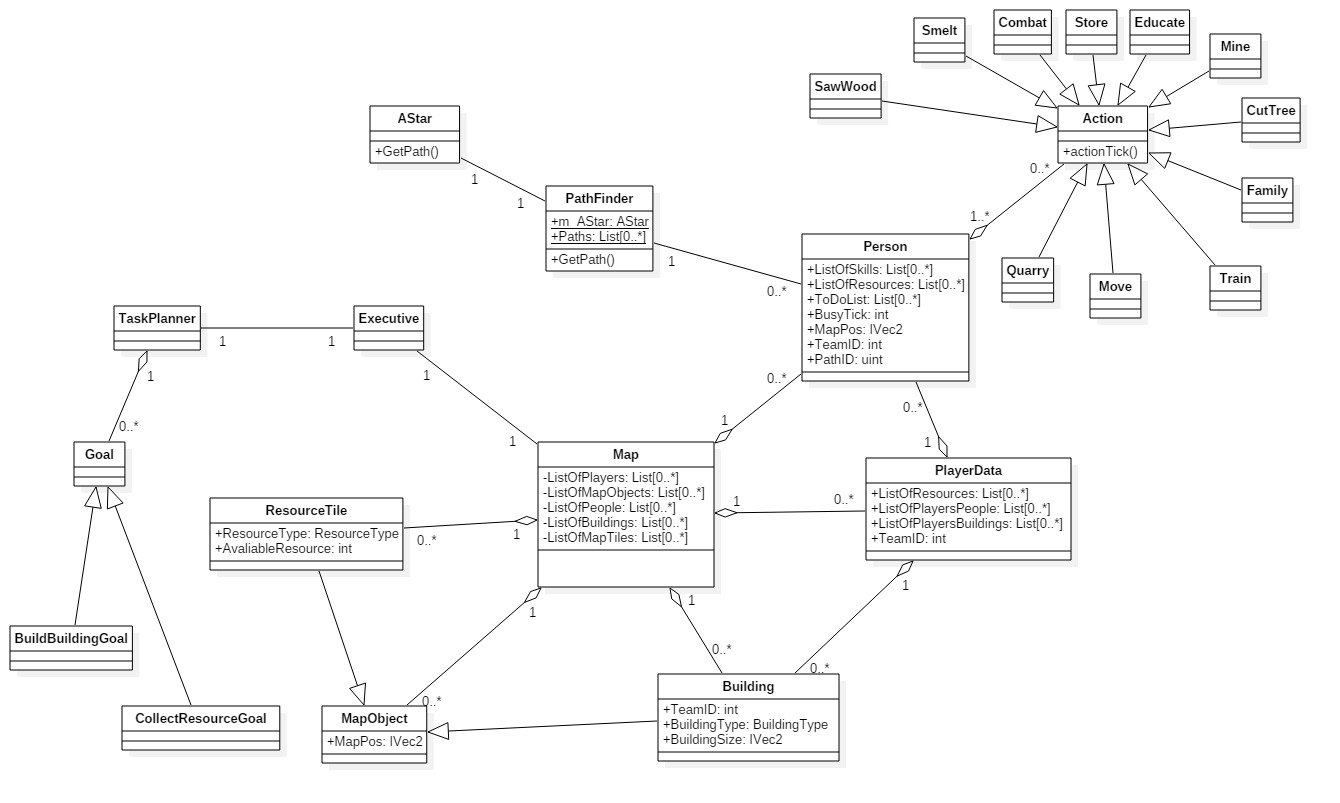 Smelt
Combat
Store
Educate
Mine
SawWood
CutTree
AStar
+GetPath()
Action
+actionTick()
0..*
1
1
PathFinder
+m_AStar: AStar
+Paths: List[0..*]
+GetPath()
1
0..*
Family
1..*
Person
+ListOfSkills: List[0..*]
+ListOfResources: List[0..*]
+ToDoList: List[0..*]
+BusyTick: int
+MapPos: IVec2
+TeamID: int
+PathID: uint
Quarry
Move
Train
TaskPlanner
1
1
Executive
1
0..*
1
1
0..*
1
0..*
1
Goal
Map
-ListOfPlayers: List[0..*]
-ListOfMapObjects: List[0..*]
-ListOfPeople: List[0..*]
-ListOfBuildings: List[0..*]
-ListOfMapTiles: List[0..*]
PlayerData
+ListOfResources: List[0..*]
+ListOfPlayersPeople: List[0..*]
+ListOfPlayersBuildings: List[0..*]
+TeamID: int
1
0..*
ResourceTile
+ResourceType: ResourceType
+AvaliableResource: int
0..*
1
1
1
1
0..*
0..*
0..*
BuildBuildingGoal
CollectResourceGoal
MapObject
+MapPos: IVec2
Building
+TeamID: int
+BuildingType: BuildingType
+BuildingSize: IVec2